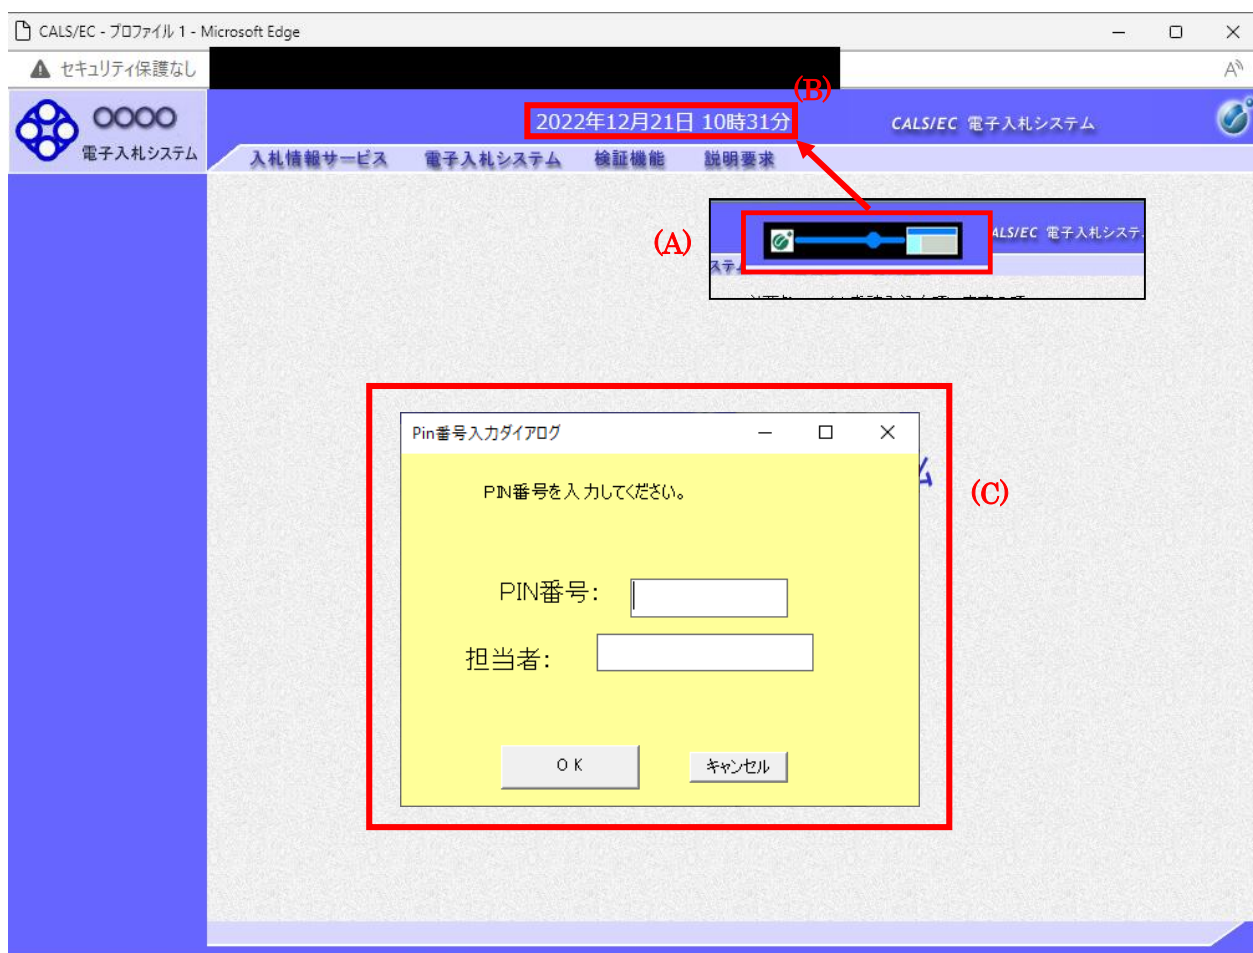 CALS/EC - プロファイル 1 - Microsoft Edge
セキュリティ保護なし
(B)
OOOO
電子入札システム
2022年12月21日 10時31分
CALS/EC 電子入札システム
入札情報サービス 電子入札システム 検証機能 説明要求
(A)
ALS/EC 電子入札システ
ステ
Pin番号入力ダイアログ
PIN番号を入力してください。
ム
(C)
PIN番号:
担当者:
OK
キャンセル